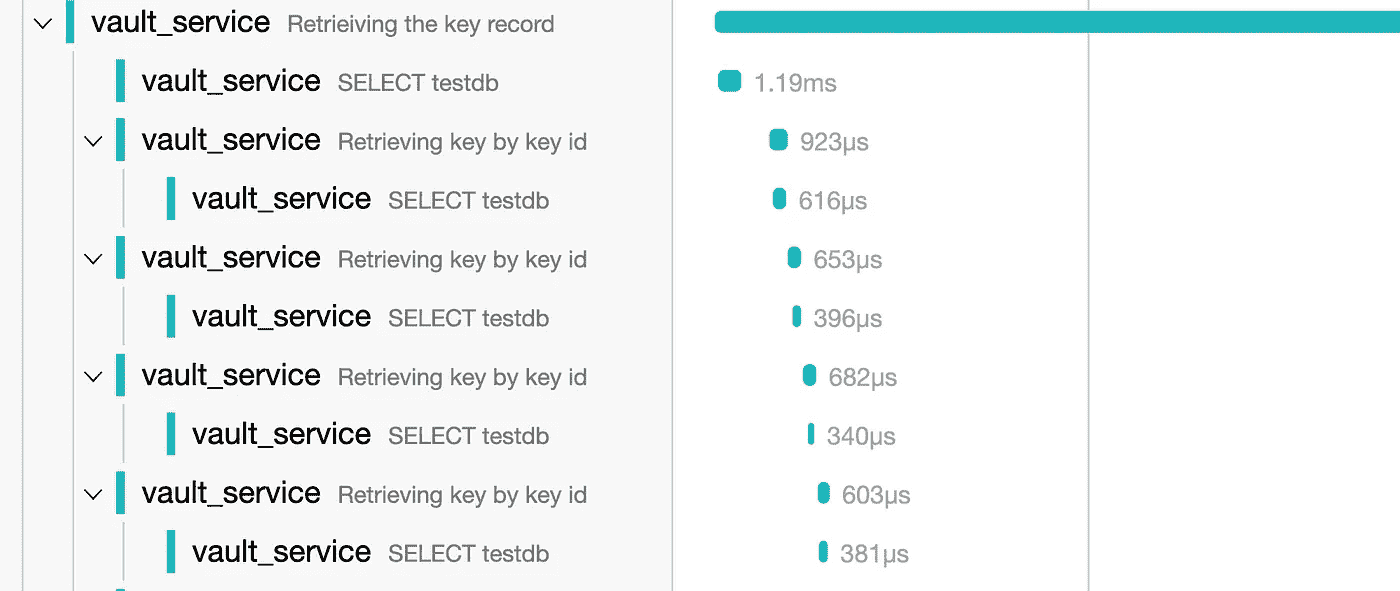 vault_service Retrieiving the key record
vault_service SELECT testdb 1.19ms
vault_service Retrieving key by key id 923µs
vault_service SELECT testdb 616µs
vault_service Retrieving key by key id 653µs
vault_service SELECT testdb 396µs
vault_service Retrieving key by key id 682µs
vault_service SELECT testdb 340µs
vault_service Retrieving key by key id 603µs
vault_service SELECT testdb 381µs